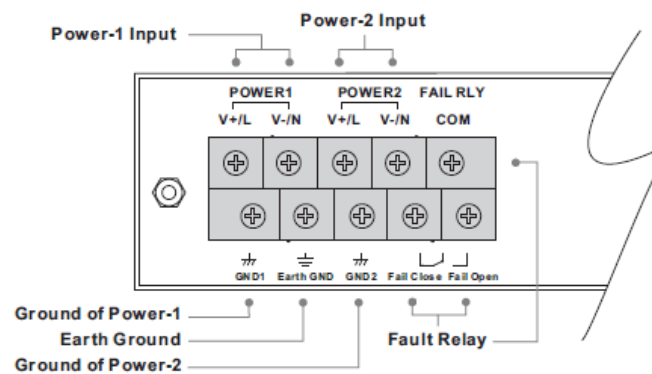 Power-1 Input
Power-2 Input
POWER1 POWER2 FAIL RLY
V+/L V-/N V+/L V-/N COM
GND1 Earth GND GND2 Fail Close Fail Open
Ground of Power-1
Earth Ground
Ground of Power-2
Fault Relay